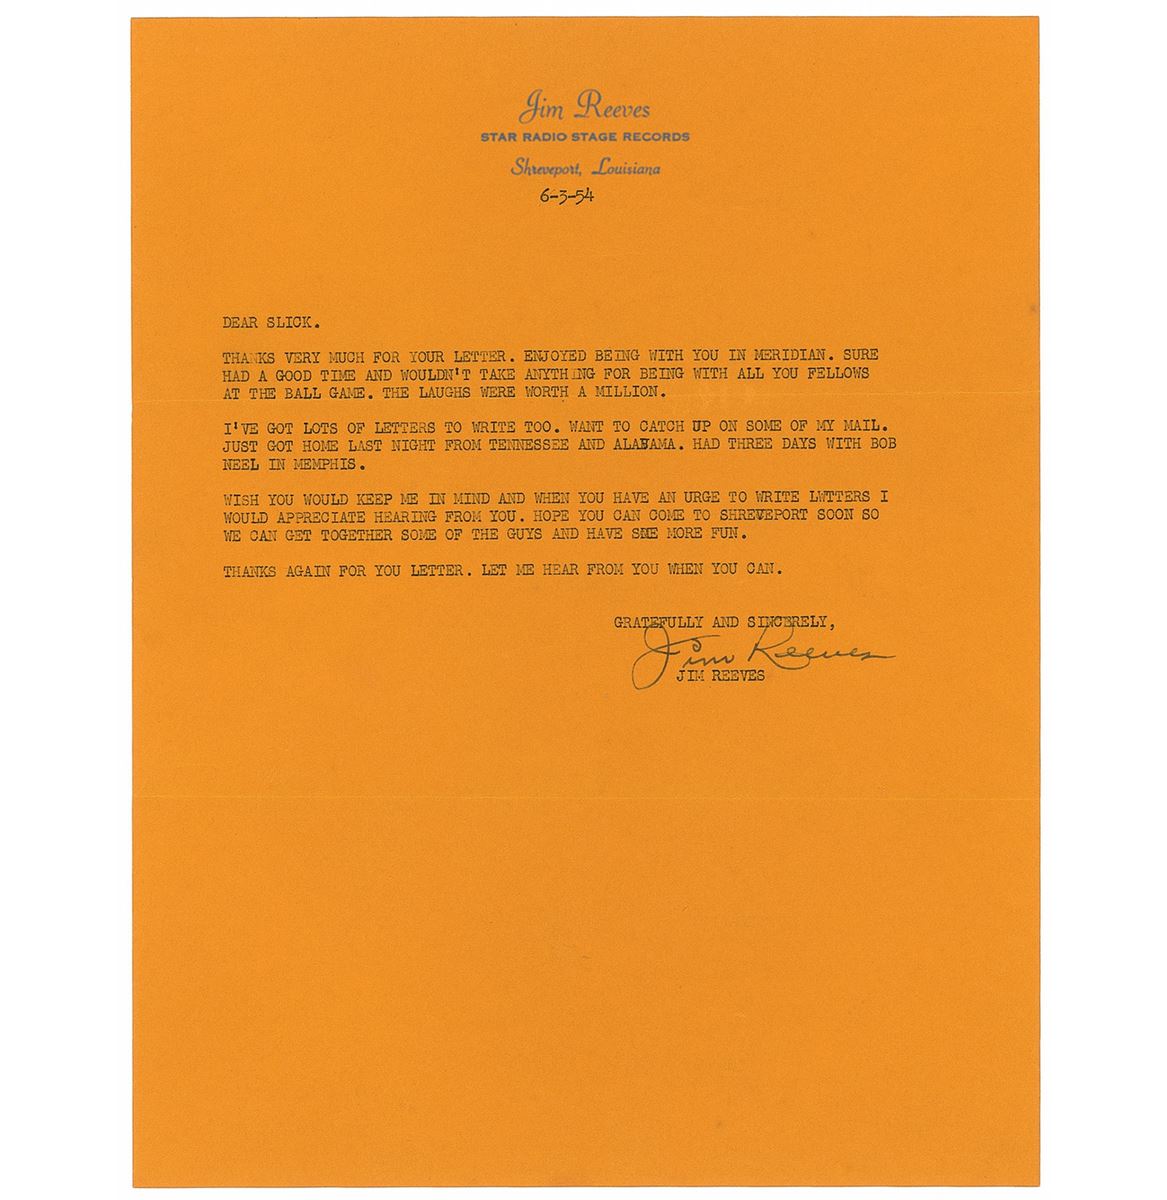 Jim Reeves
STAR RADIO STAGE RECORDS
Shreveport, Louisiana
6-3-54
DEAR SLICK.
THANKS VERY MUCH FOR YOUR LETTER. ENJOYED BEING WITH YOU IN MERIDIAN. SURE
HAD A GOOD TIME AND WOULDN'T TAKE ANYTHING FOR BEING WITH ALL YOU FELLOWS
AT THE BALL GAME. THE LAUGHS WERE WORTH A MILLION.
I'VE GOT LOTS OF LETTERS TO WRITE TOO. WANT TO CATCH UP ON SOME OF MY MAIL.
JUST GOT HOME LAST NIGHT FROM TENNESSEE AND ALABAMA. HAD THREE DAYS WITH BOB
NEEL IN MEMPHIS.
WISH YOU WOULD KEEP ME IN MIND AND WHEN YOU HAVE AN URGE TO WRITE LWTTERS I
WOULD APPRECIATE HEARING FROM YOU. HOPE YOU CAN COME TO SHREVEPORT SOON SO
WE CAN GET TOGETHER SOME OF THE GUYS AND HAVE SME MORE FUN.
THANKS AGAIN FOR YOU LETTER. LET ME HEAR FROM YOU WHEN YOU CAN.
GRATEFULLY AND SINCERELY,
Jim Reeves
JIM REEVES